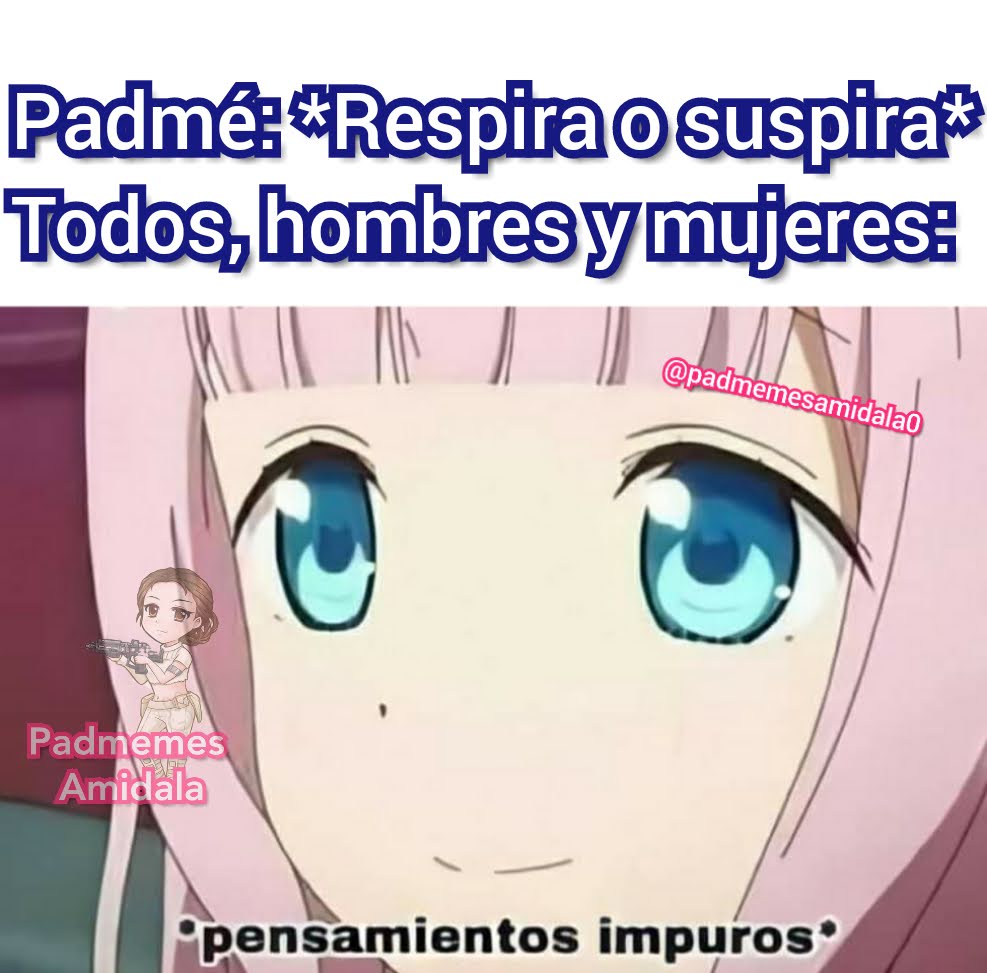 Padmé: *Respira o suspira*
Todos, hombres y mujeres:
@padmemesamidala0
Padmemes
Amidala
*pensamientos impuros*